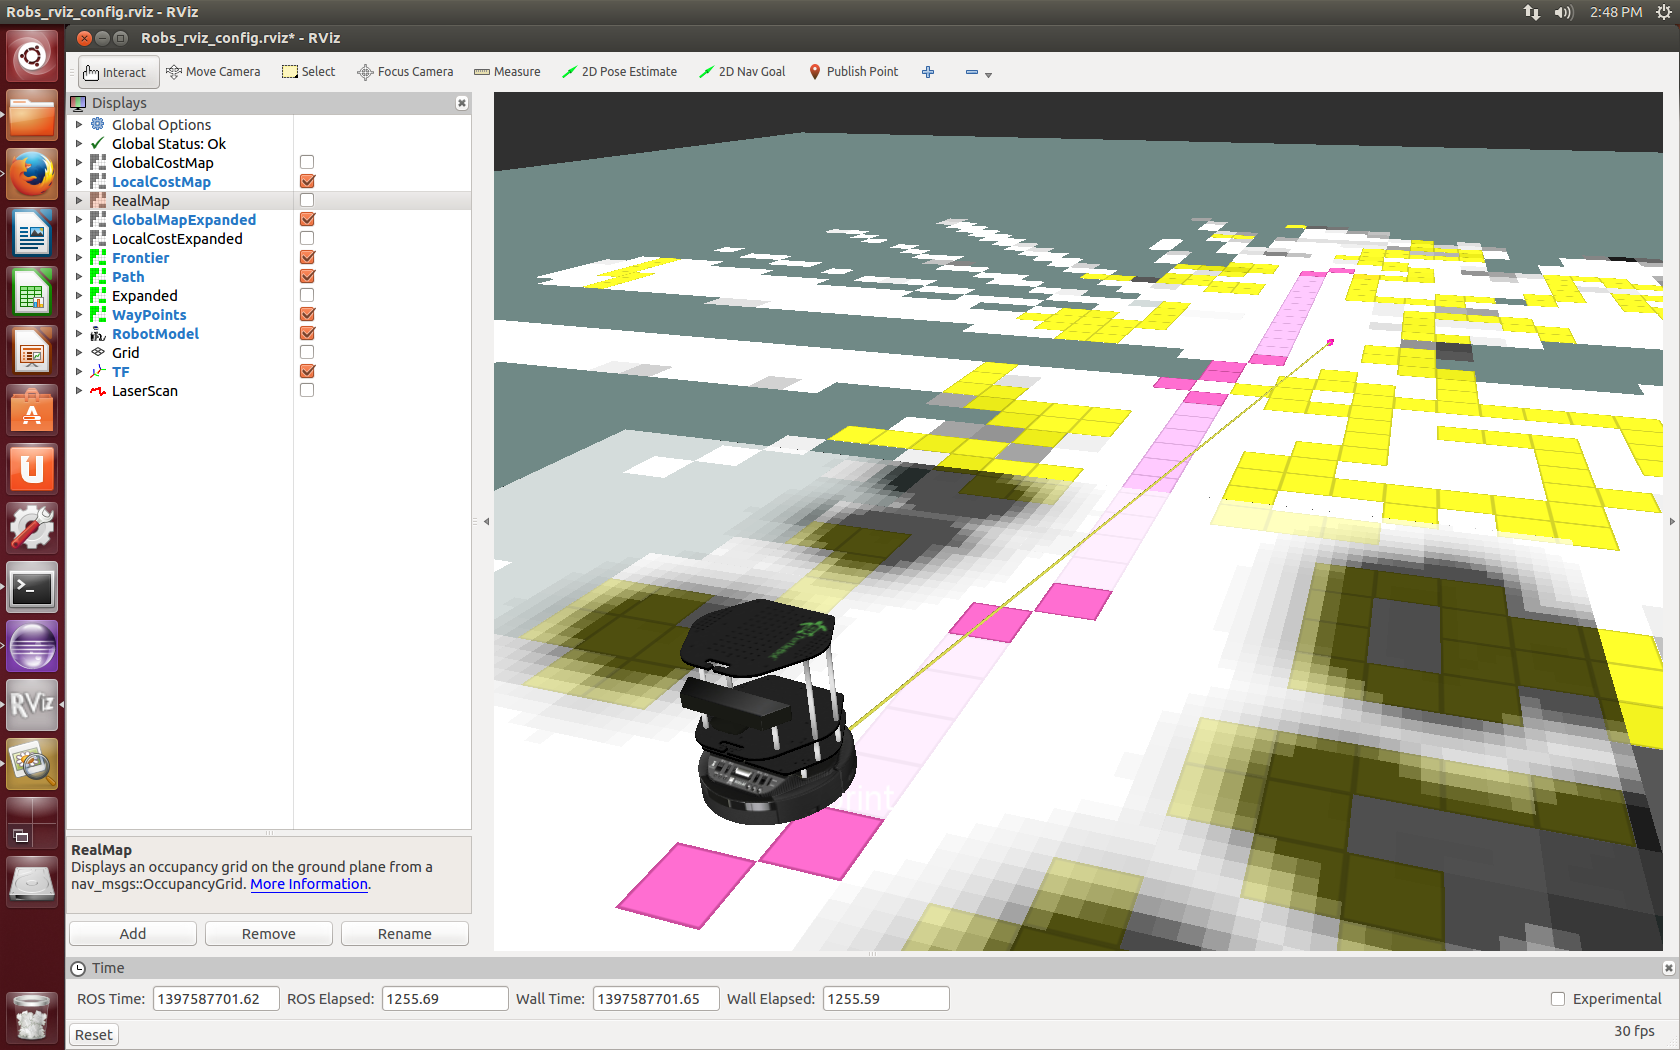 Robs_rviz_config.rviz - RViz
2:48 PM
Robs_rviz_config.rviz* - RViz
Interact
Move Camera
Select
Focus Camera
Measure
2D Pose Estimate
2D Nav Goal
Publish Point
Displays
Global Options
Global Status: Ok
GlobalCostMap
LocalCostMap
RealMap
GlobalMapExpanded
LocalCostExpanded
Frontier
Path
Expanded
WayPoints
RobotModel
Grid
TF
LaserScan
RViz
RealMap
Displays an occupancy grid on the ground plane from a
nav_msgs::OccupancyGrid. More Information.
Add
Remove
Rename
Time
ROS Time: 1397587701.62
ROS Elapsed: 1255.69
Wall Time: 1397587701.65
Wall Elapsed: 1255.59
Experimental
Reset
30 fps